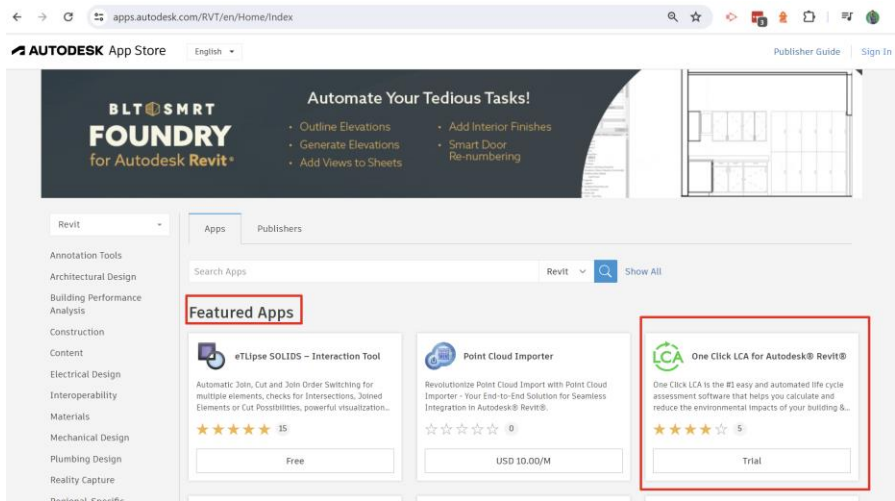 apps.autodesk.com/RVT/en/Home/Index
3
AUTODESK App Store
English
Publisher Guide
Sign In
BLTSMRT
FOUNDRY
for Autodesk Revit
Automate Your Tedious Tasks!
• Outline Elevations
• Generate Elevations
• Add Views to Sheets
• Add Interior Finishes
• Smart Door
Re-numbering
Revit
Annotation Tools
Architectural Design
Building Performance
Analysis
Construction
Content
Electrical Design
Interoperability
Materials
Mechanical Design
Plumbing Design
Reality Capture
Regional-Specific
Apps
Publishers
Search Apps
Revit
Show All
Featured Apps
eTLipse SOLIDS – Interaction Tool
Automatic Join, Cut and Join Order Switching for
multiple elements, checks for Intersections, Joined
Elements or Cut Possibilities, powerful visualization...
15
Free
Point Cloud Importer
Revolutionize Point Cloud Import with Point Cloud
Importer - Your End-to-End Solution for Seamless
Integration in Autodesk® Revit®.
0
USD 10.00/M
LCA
One Click LCA for Autodesk® Revit®
One Click LCA is the #1 easy and automated life cycle
assessment software that helps you calculate and
reduce the environmental impacts of your building &...
5
Trial